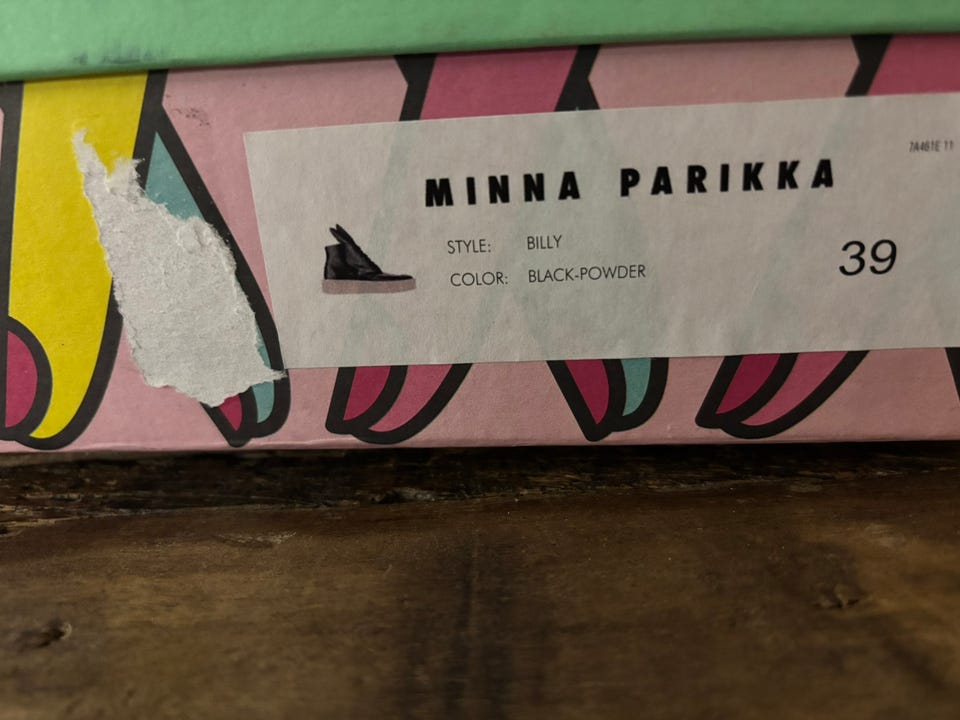 7A461E 11
MINNA PARIKKA
STYLE: BILLY
COLOR: BLACK-POWDER
39